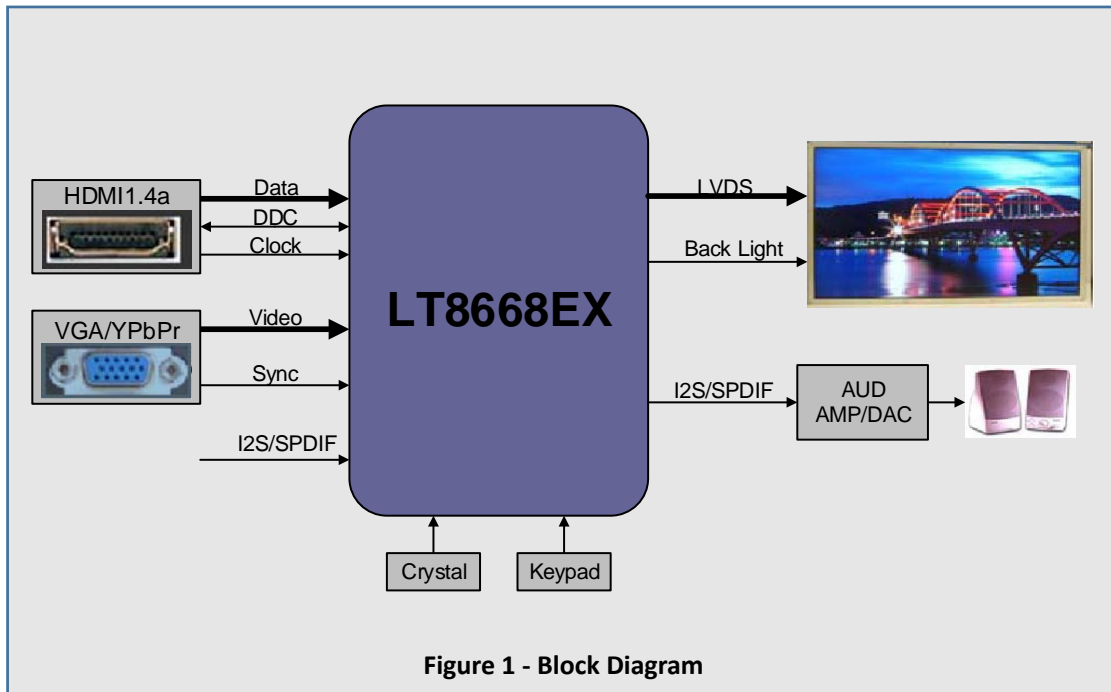 HDMI1.4a
Data
DDC
Clock
VGA/YPbPr
Video
Sync
I2S/SPDIF
LT8668EX
LVDS
Back Light
I2S/SPDIF
AUD
AMP/DAC
Crystal
Keypad
Figure 1 - Block Diagram